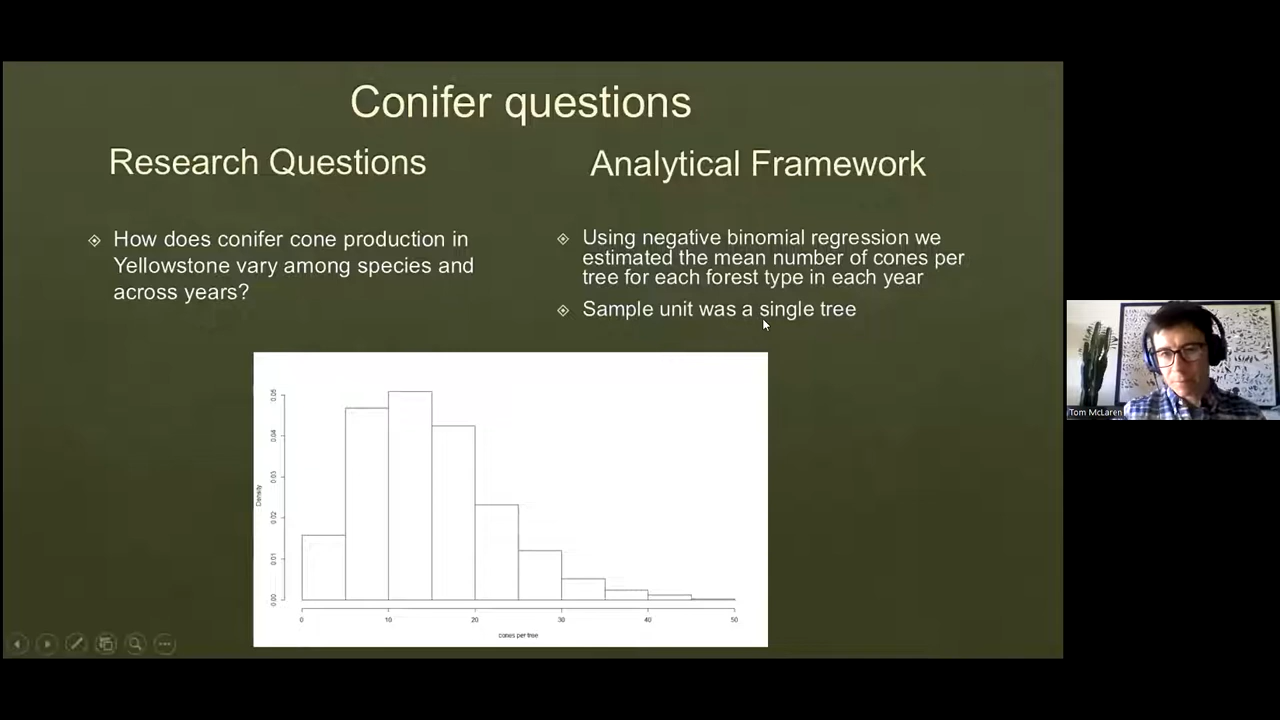 Conifer questions
Research Questions
Analytical Framework
How does conifer cone production in
Yellowstone vary among species and
across years?
Using negative binomial regression we
estimated the mean number of cones per
tree for each forest type in each year
Sample unit was a single tree
Density
0.00
0.01
0.02
0.03
0.04
0.05
0
10
20
30
40
50
cones per tree
Tom McLaren